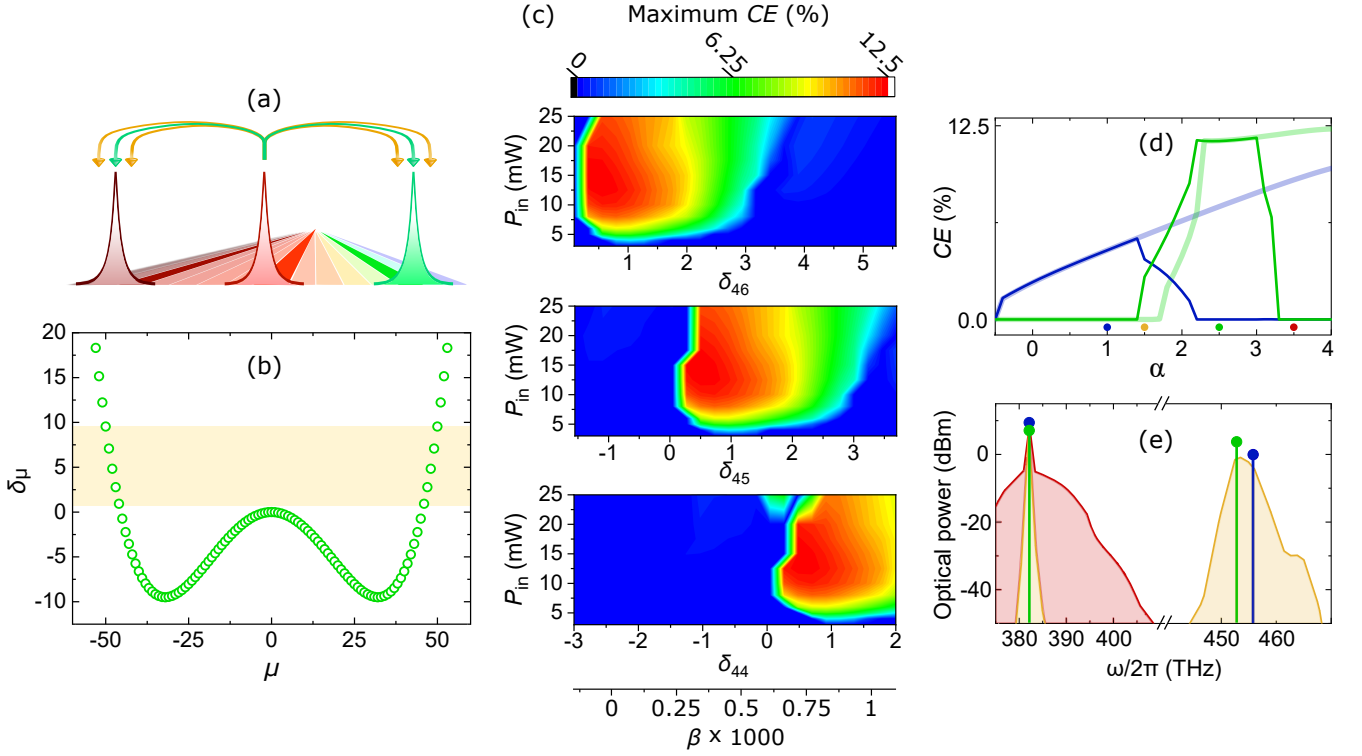 (a)
(b)
20
15
10
5
0
-5
-10
δμ
-50 -25 0 25 50
μ
(c)
Maximum CE (%)
0 6.25 12.5
25
20
15
10
5
Pin (mW)
1 2 3 4 5
δ46
25
20
15
10
5
Pin (mW)
-1 0 1 2 3
δ45
25
20
15
10
5
Pin (mW)
-3 -2 -1 0 1 2
δ44
0 0.25 0.50 0.75 1
β x 1000
(d)
12.5
0.0
CE (%)
0 1 2 3 4
α
(e)
0
-20
-40
Optical power (dBm)
380 390 400 450 460
ω/2π (THz)